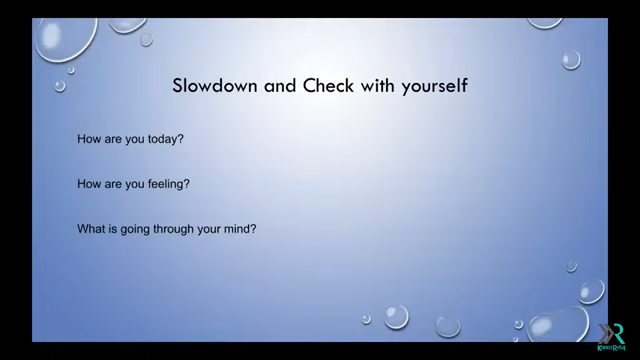 Slowdown and Check with yourself
How are you today?
How are you feeling?
What is going through your mind?